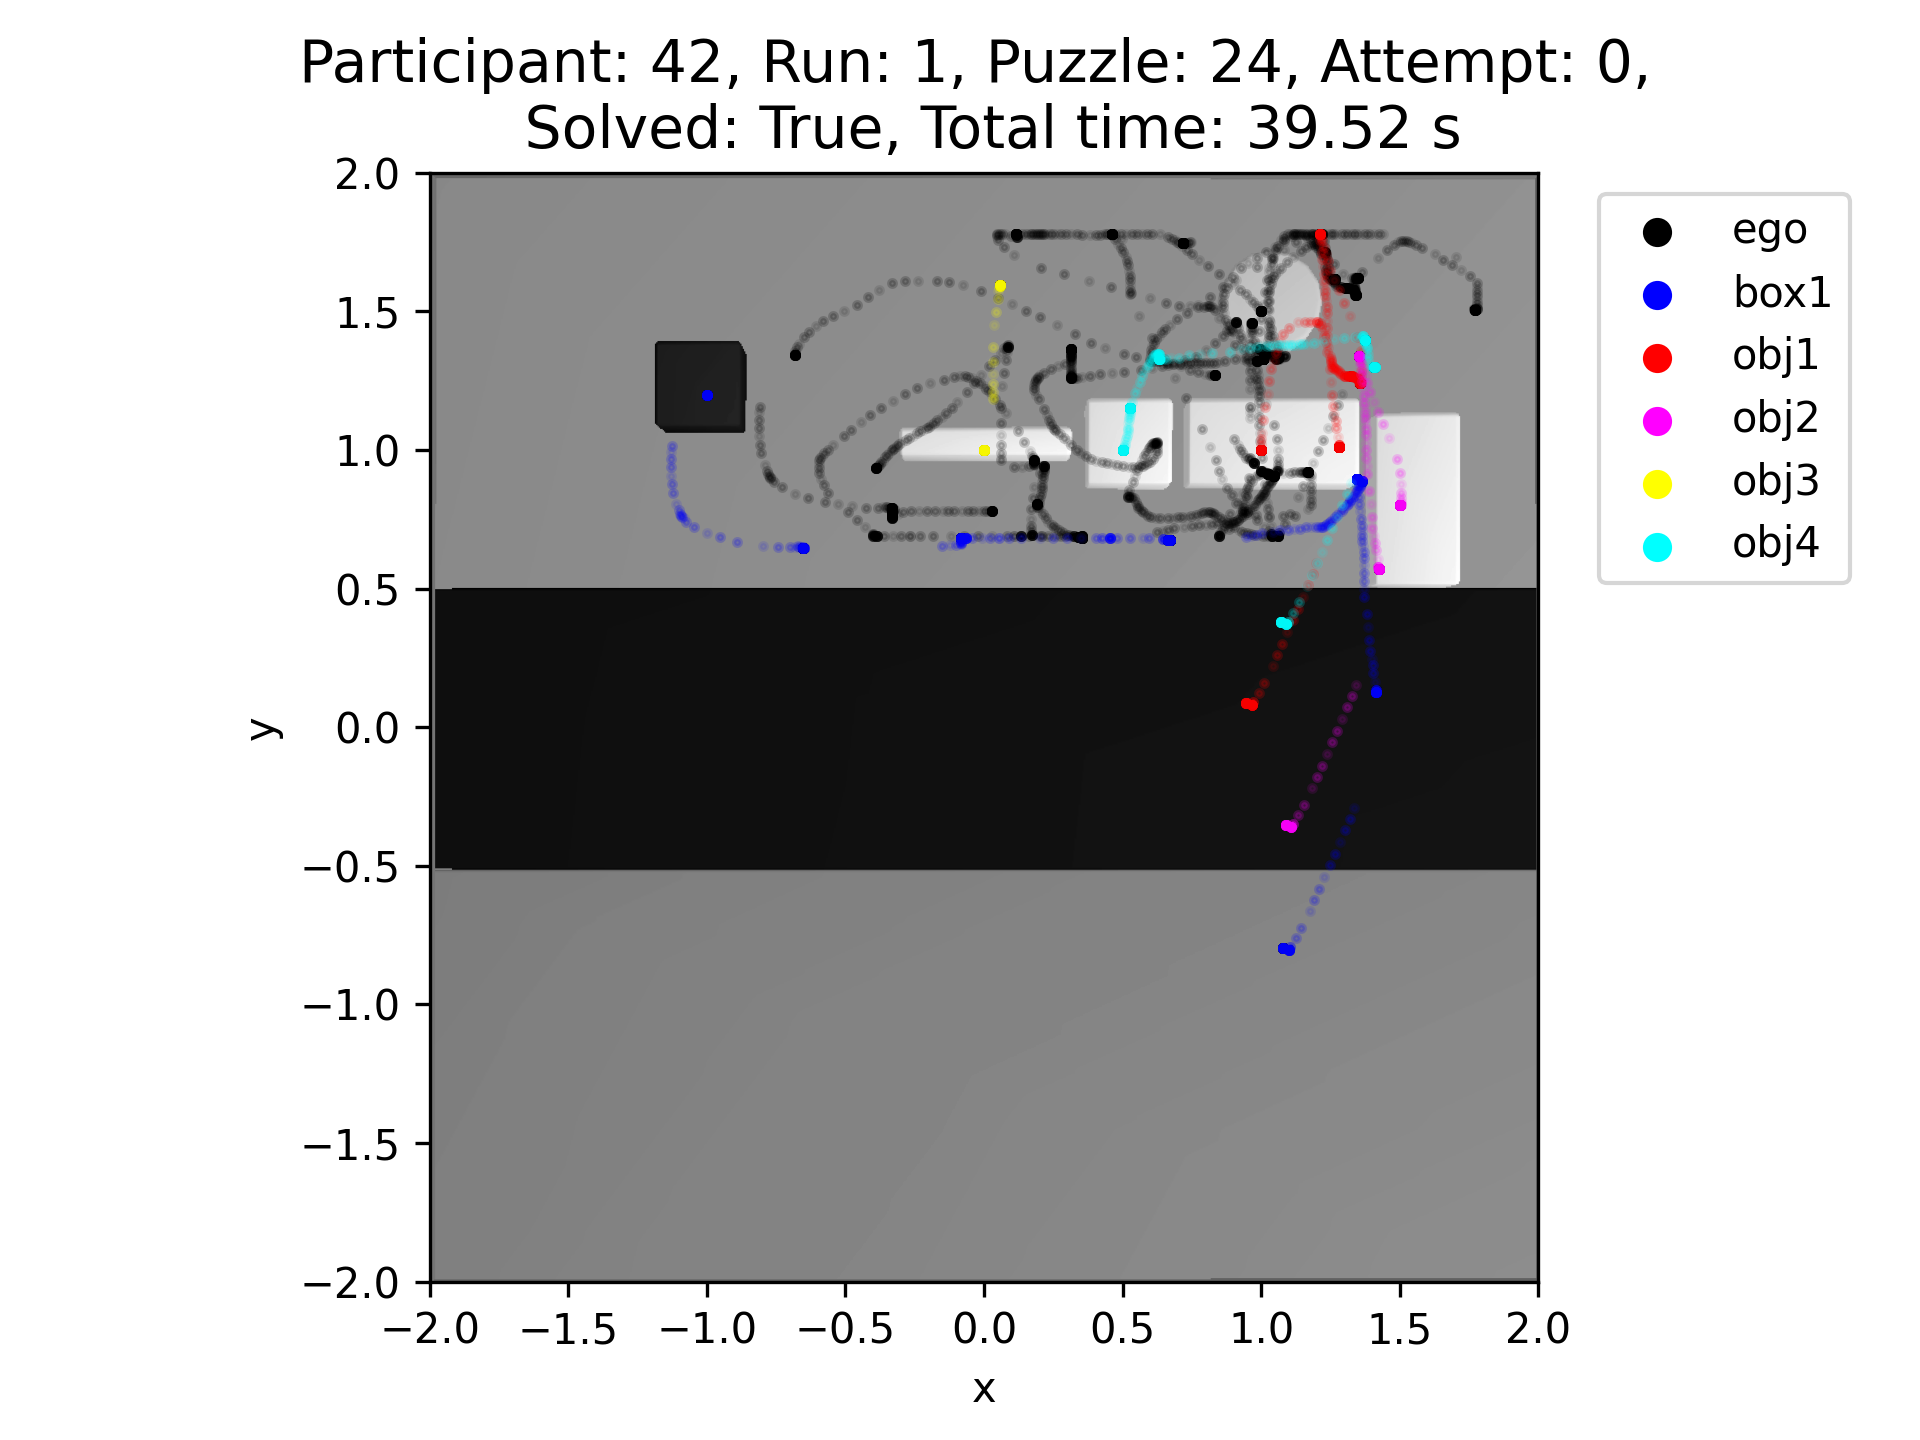 Participant: 42, Run: 1, Puzzle: 24, Attempt: 0,
Solved: True, Total time: 39.52 s
2.0
1.5
1.0
0.5
0.0
−0.5
−1.0
−1.5
−2.0
y
−2.0 −1.5 −1.0 −0.5 0.0 0.5 1.0 1.5 2.0
x
ego
box1
obj1
obj2
obj3
obj4